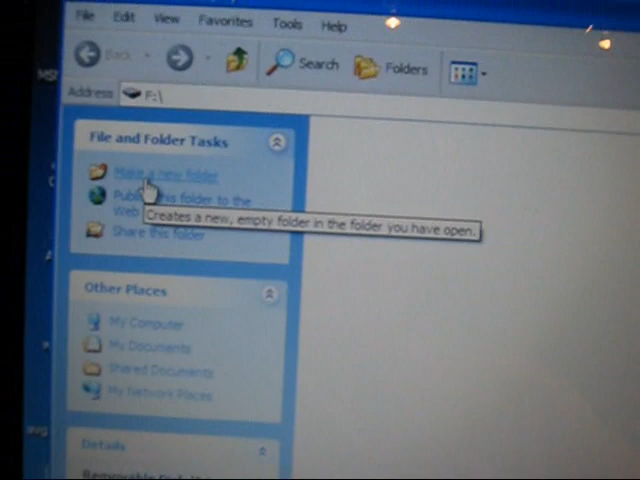 File Edit View Favorites Tools Help
Back Search Folders
Address F:\
File and Folder Tasks
Make a new folder
Publish this folder to the
Web
Creates a new, empty folder in the folder you have open.
Share this folder
Other Places
My Computer
My Documents
Shared Documents
My Network Places
Details
Removable